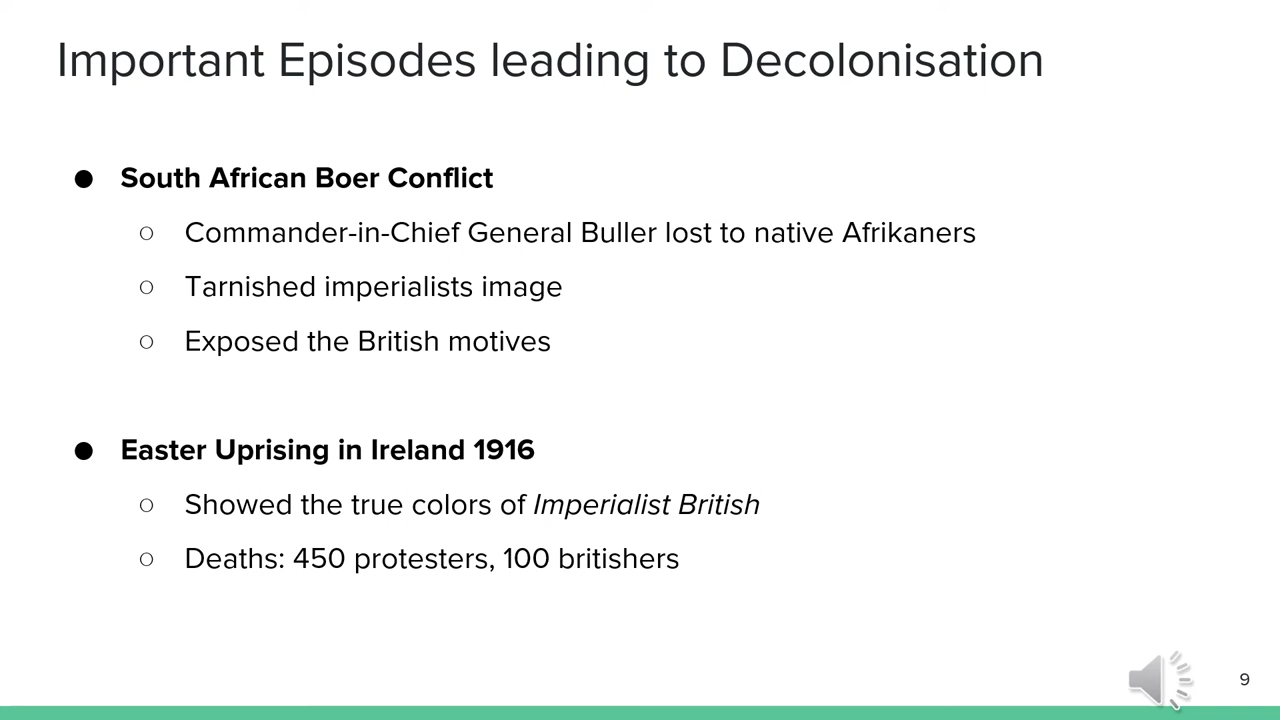 Important Episodes leading to Decolonisation
● South African Boer Conflict
○ Commander-in-Chief General Buller lost to native Afrikaners
○ Tarnished imperialists image
○ Exposed the British motives
● Easter Uprising in Ireland 1916
○ Showed the true colors of Imperialist British
○ Deaths: 450 protesters, 100 britishers
9